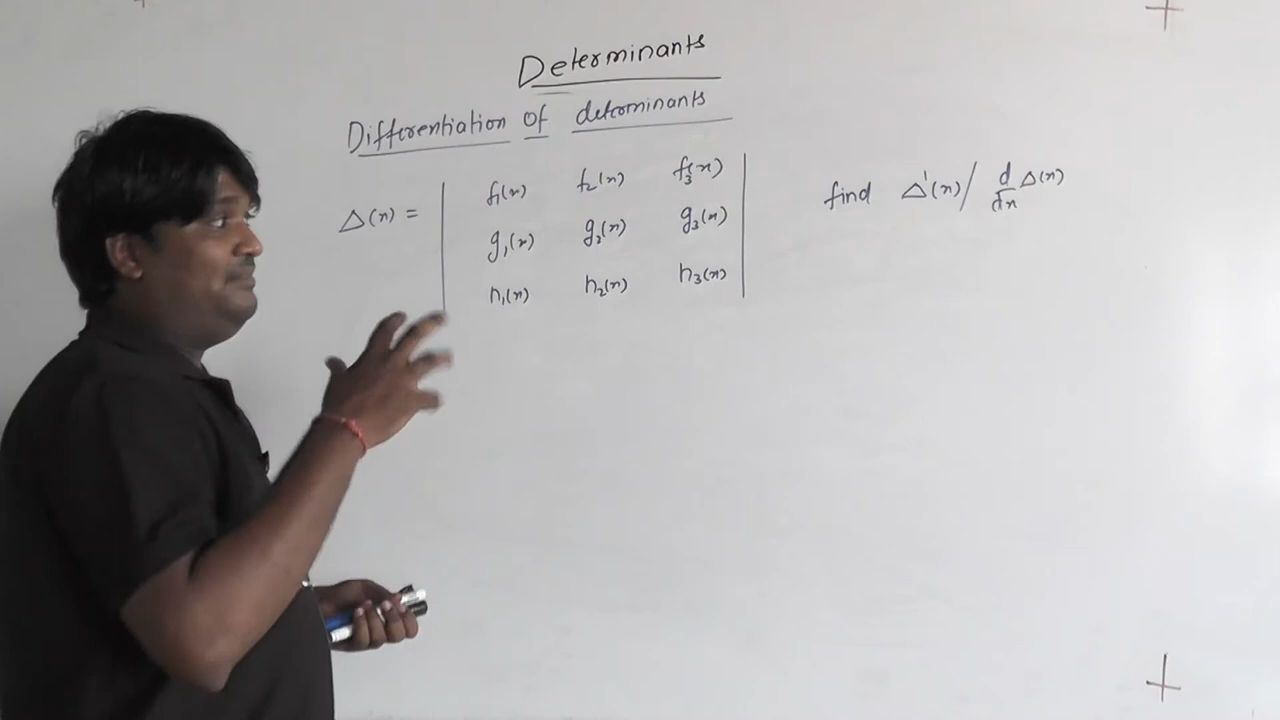 Determinants
Differentiation of determinants
Δ(x) = | f₁(x) f₂(x) f₃(x) |
| g₁(x) g₂(x) g₃(x) |
| h₁(x) h₂(x) h₃(x) |
find Δ'(x) / d/dx Δ(x)